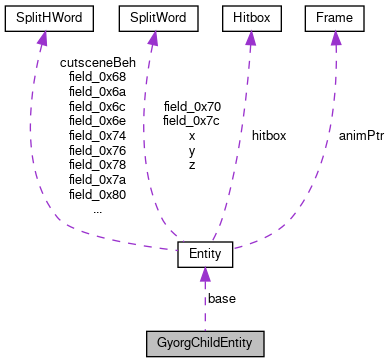 SplitHWord
SplitWord
Hitbox
Frame
cutsceneBeh
field_0x68
field_0x6a
field_0x6c
field_0x6e
field_0x74
field_0x76
field_0x78
field_0x7a
field_0x80
...
field_0x70
field_0x7c
x
y
z
hitbox
animPtr
Entity
base
GyorgChildEntity